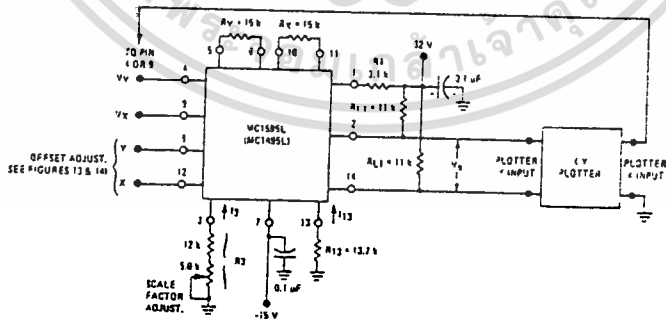 RY = 15 k
RX = 15 k
5
6
10
11
TO PIN
4 OR 9
VY
4
VX
9
Y
8
X
12
OFFSET ADJUST.
SEE FIGURES 13 & 14
MC1595L
(MC1495L)
1
R1
3.1 k
32 V
0.1 µF
RL1 = 11 k
2
RL1 = 11 k
14
PLOTTER
INPUT
X Y
PLOTTER
PLOTTER
X INPUT
3
I3
7
13
I13
12 k
5.0 k
R3
R13 = 13.7 k
0.1 µF
SCALE
FACTOR
ADJUST.
-15 V